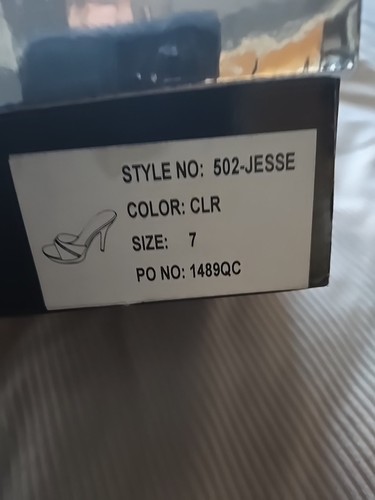 STYLE NO: 502-JESSE
COLOR: CLR
SIZE: 7
PO NO: 1489QC